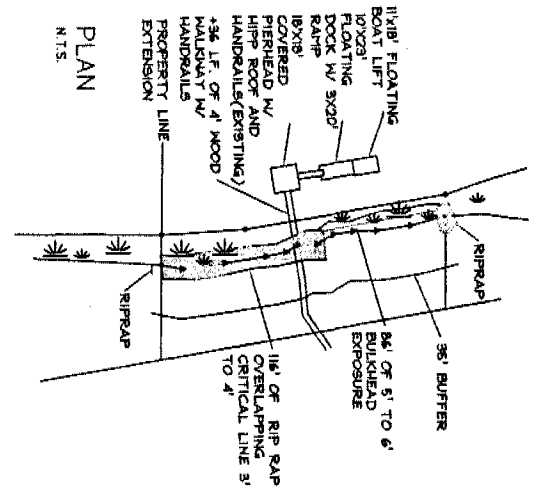 11'X18' FLOATING
BOAT LIFT
10'X23'
FLOATING
DOCK W/ 3X20'
RAMP
18'X18'
COVERED
PIERHEAD W/
HIPP ROOF AND
HANDRAILS(EXISTING)
+36 LF. OF 4' WOOD
WALKWAY W/
HANDRAILS
PROPERTY LINE
EXTENSION
PLAN
N.T.S.
RIPRAP
35' BUFFER
86' OF 5' TO 6'
BULKHEAD
EXPOSURE
116' OF RIP RAP
OVERLAPPING
CRITICAL LINE 3'
TO 4'
RIPRAP